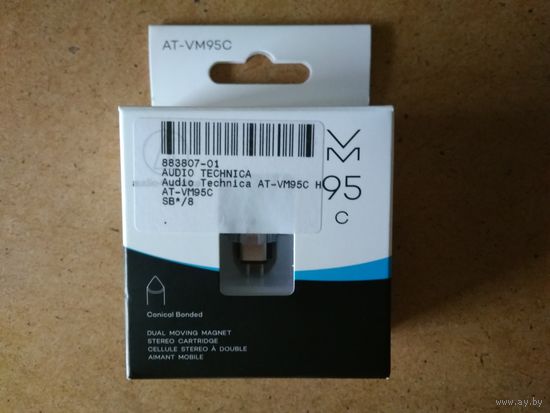 AT-VM95C
883807-01
AUDIO TECHNICA
Audio Technica AT-VM95C H
AT-VM95C
SB*/8
VM
95
C
Conical Bonded
DUAL MOVING MAGNET
STEREO CARTRIDGE
CELLULE STEREO À DOUBLE
AIMANT MOBILE
www.ay.by